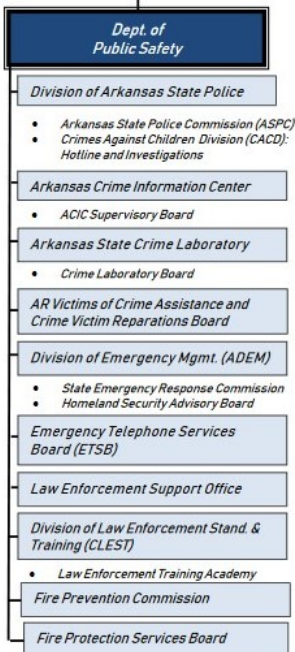 Dept. of
Public Safety
Division of Arkansas State Police
• Arkansas State Police Commission (ASPC)
• Crimes Against Children Division (CACD):
Hotline and Investigations
Arkansas Crime Information Center
• ACIC Supervisory Board
Arkansas State Crime Laboratory
• Crime Laboratory Board
AR Victims of Crime Assistance and
Crime Victim Reparations Board
Division of Emergency Mgmt. (ADEM)
• State Emergency Response Commission
• Homeland Security Advisory Board
Emergency Telephone Services
Board (ETSB)
Law Enforcement Support Office
Division of Law Enforcement Stand. &
Training (CLEST)
• Law Enforcement Training Academy
Fire Prevention Commission
Fire Protection Services Board